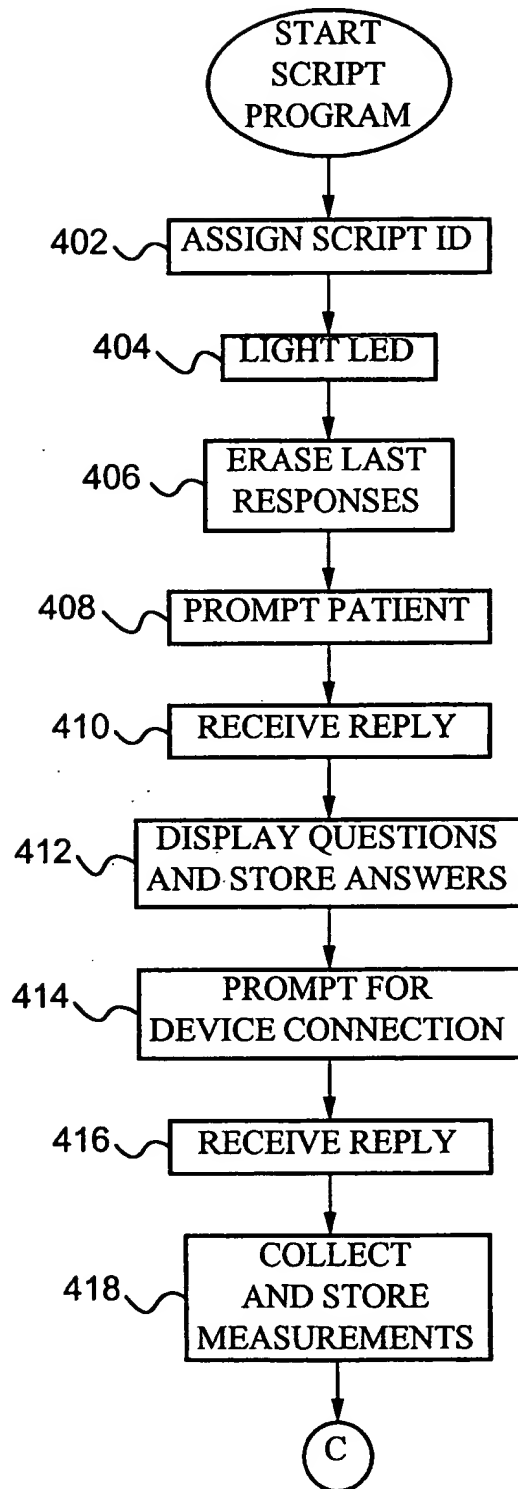 START
SCRIPT
PROGRAM
402 ASSIGN SCRIPT ID
404 LIGHT LED
406 ERASE LAST
RESPONSES
408 PROMPT PATIENT
410 RECEIVE REPLY
412 DISPLAY QUESTIONS
AND STORE ANSWERS
414 PROMPT FOR
DEVICE CONNECTION
416 RECEIVE REPLY
418 COLLECT
AND STORE
MEASUREMENTS
C